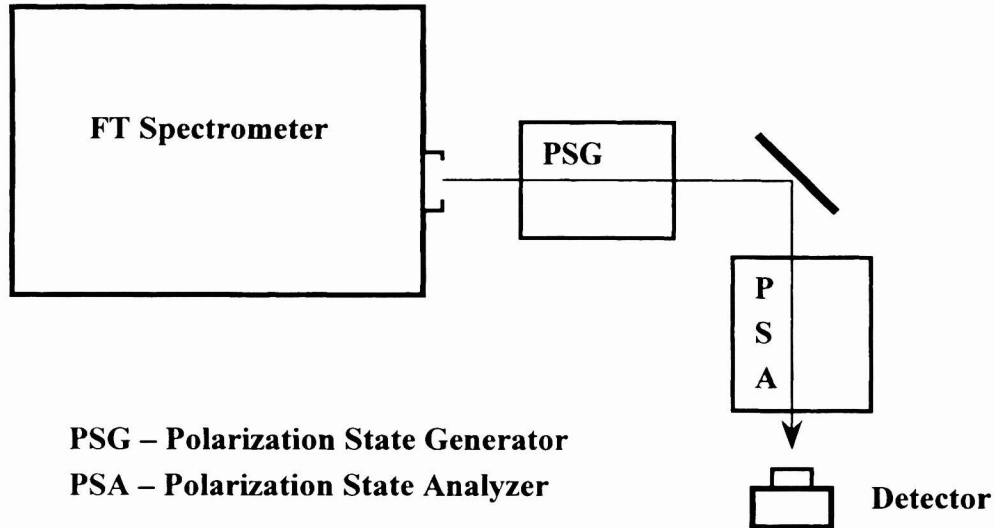 FT Spectrometer
PSG
P
S
A
PSG – Polarization State Generator
PSA – Polarization State Analyzer
Detector